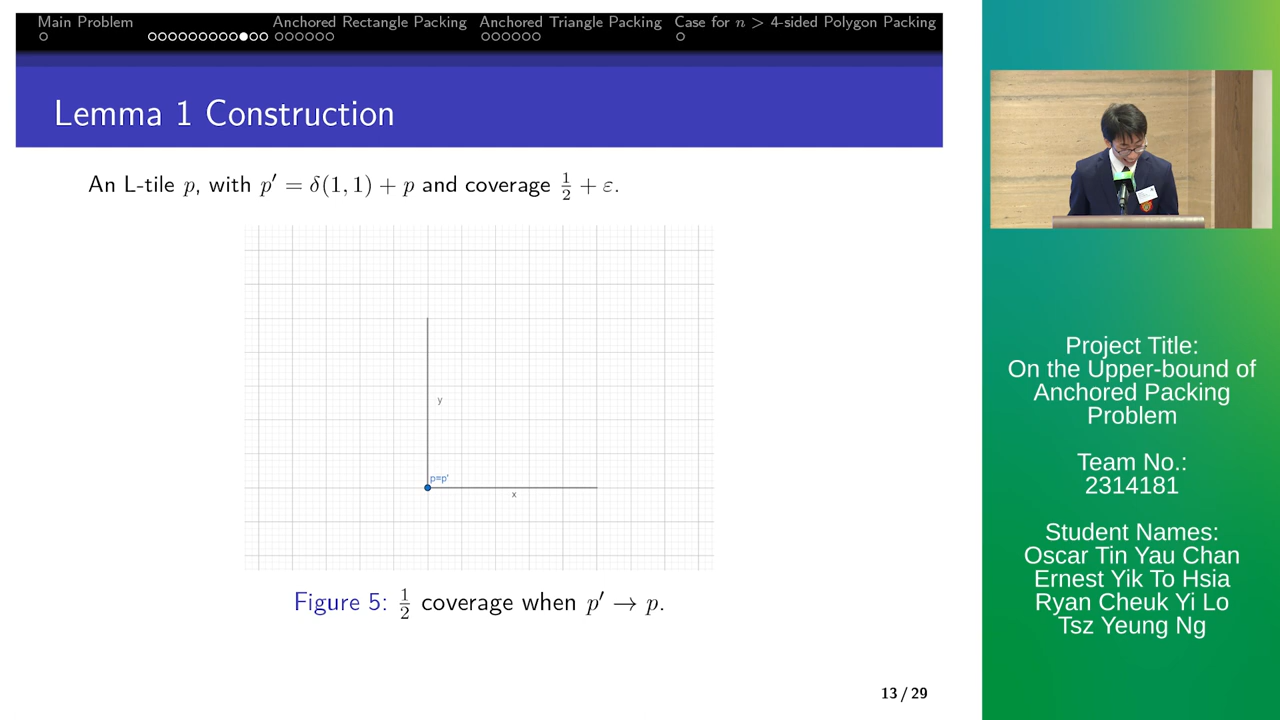 Main Problem
Anchored Rectangle Packing
Anchored Triangle Packing
Case for n > 4-sided Polygon Packing
Lemma 1 Construction
An L-tile p, with p′ = δ(1, 1) + p and coverage 1/2 + ε.
y
p=p'
x
Figure 5: 1/2 coverage when p′ → p.
13 / 29
Project Title:
On the Upper-bound of
Anchored Packing
Problem
Team No.:
2314181
Student Names:
Oscar Tin Yau Chan
Ernest Yik To Hsia
Ryan Cheuk Yi Lo
Tsz Yeung Ng